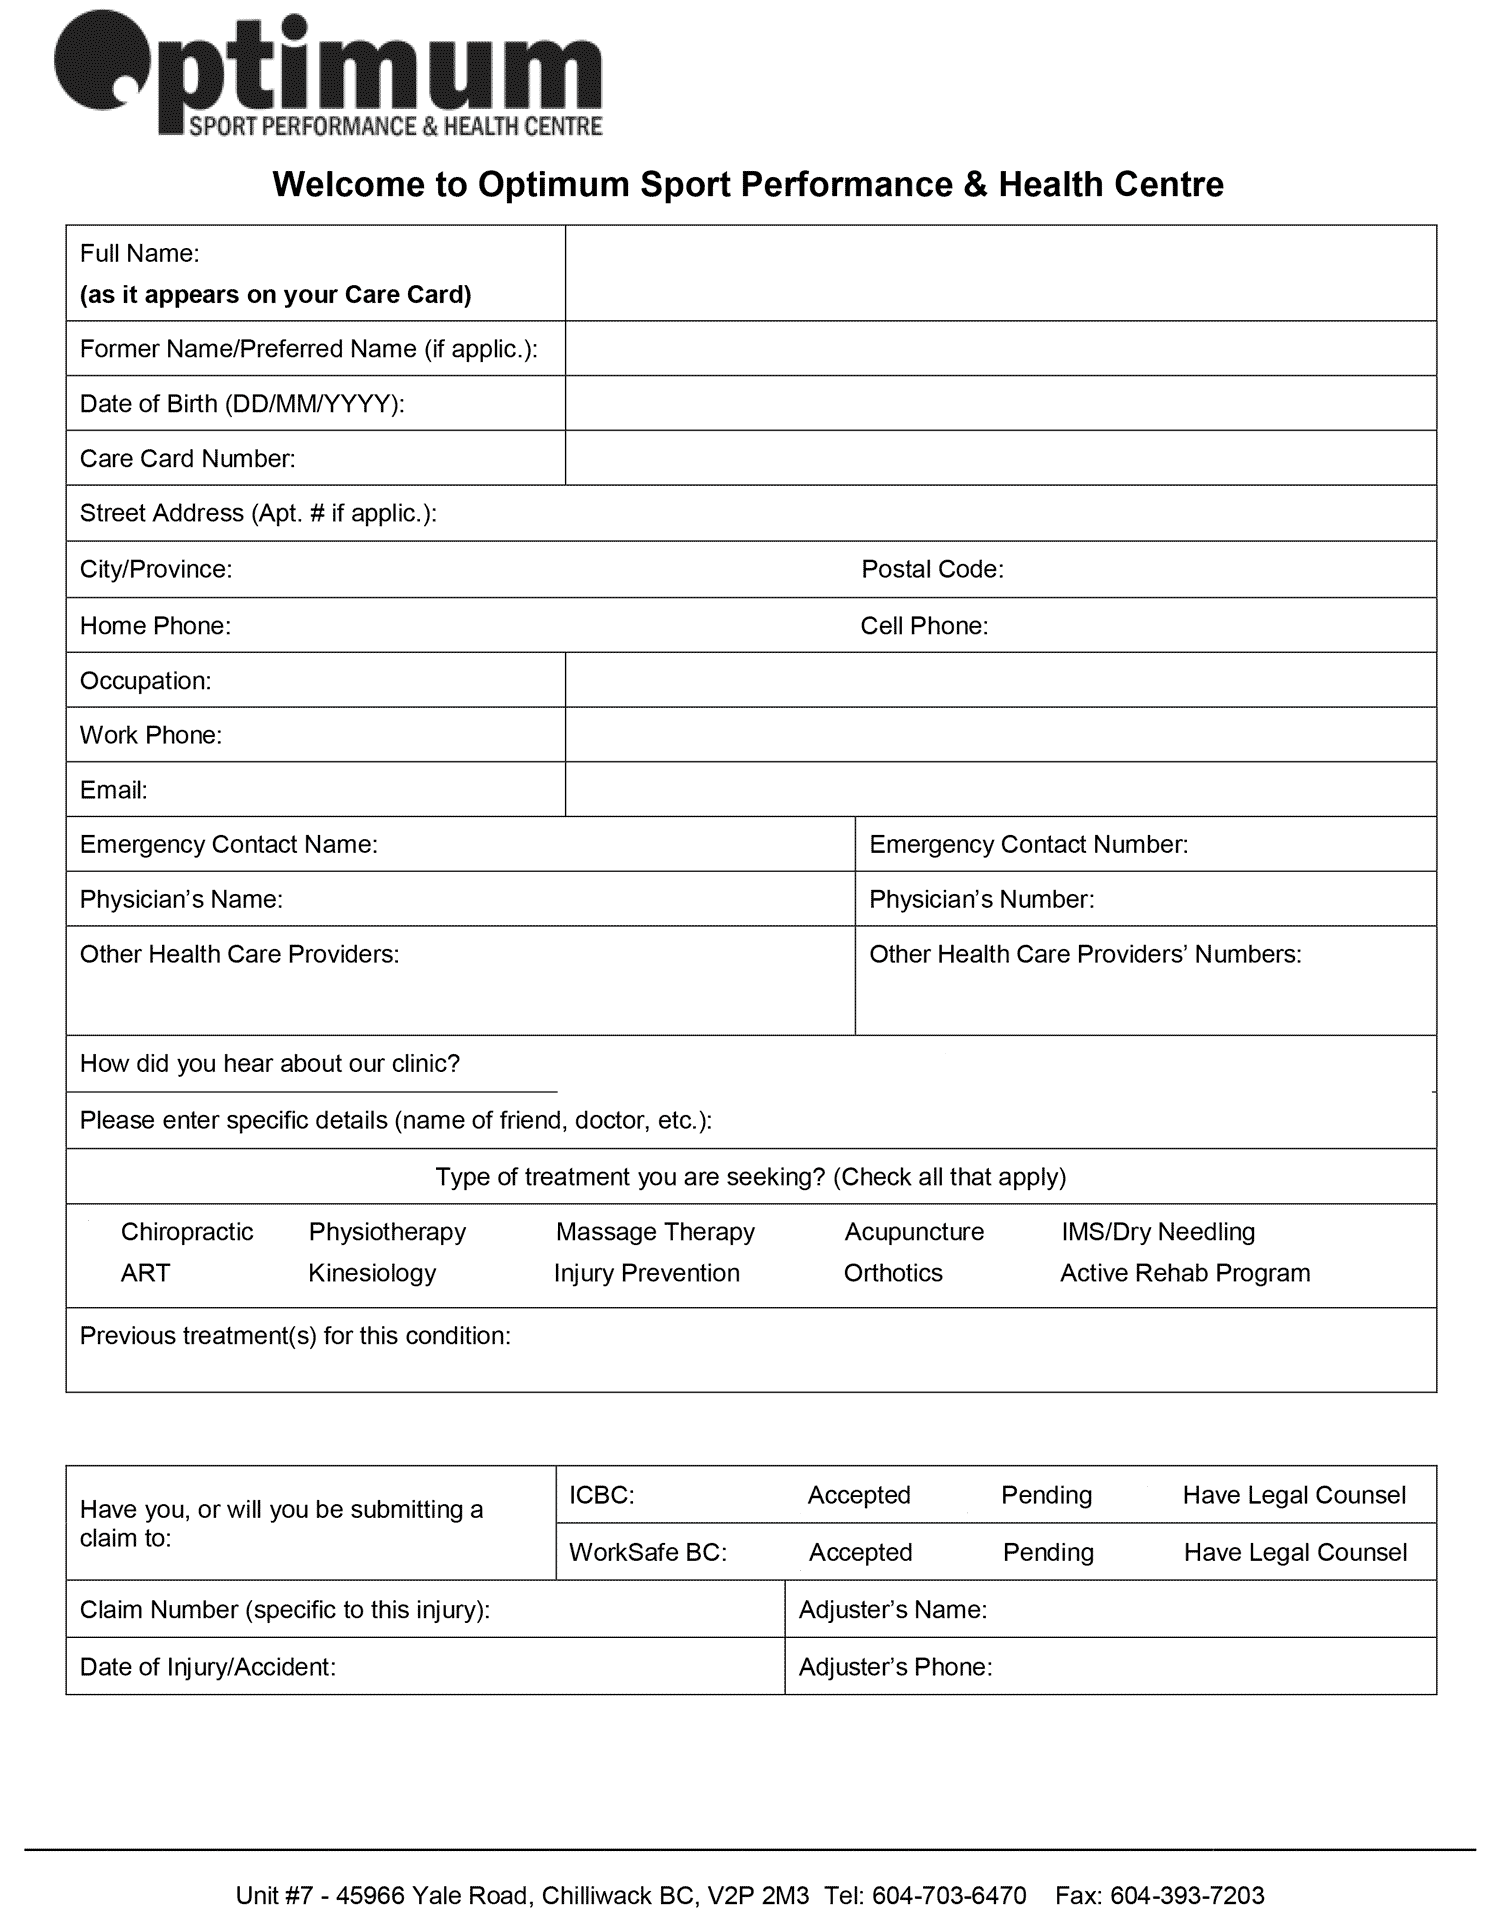 Optimum
SPORT PERFORMANCE & HEALTH CENTRE
Welcome to Optimum Sport Performance & Health Centre
Full Name:
(as it appears on your Care Card)
Former Name/Preferred Name (if applic.):
Date of Birth (DD/MM/YYYY):
Care Card Number:
Street Address (Apt. # if applic.):
City/Province: Postal Code:
Home Phone: Cell Phone:
Occupation:
Work Phone:
Email:
Emergency Contact Name: Emergency Contact Number:
Physician’s Name: Physician’s Number:
Other Health Care Providers: Other Health Care Providers’ Numbers:
How did you hear about our clinic?
Please enter specific details (name of friend, doctor, etc.):
Type of treatment you are seeking? (Check all that apply)
Chiropractic Physiotherapy Massage Therapy Acupuncture IMS/Dry Needling
ART Kinesiology Injury Prevention Orthotics Active Rehab Program
Previous treatment(s) for this condition:
Have you, or will you be submitting a
claim to:
ICBC: Accepted Pending Have Legal Counsel
WorkSafe BC: Accepted Pending Have Legal Counsel
Claim Number (specific to this injury): Adjuster’s Name:
Date of Injury/Accident: Adjuster’s Phone:
Unit #7 - 45966 Yale Road, Chilliwack BC, V2P 2M3 Tel: 604-703-6470 Fax: 604-393-7203